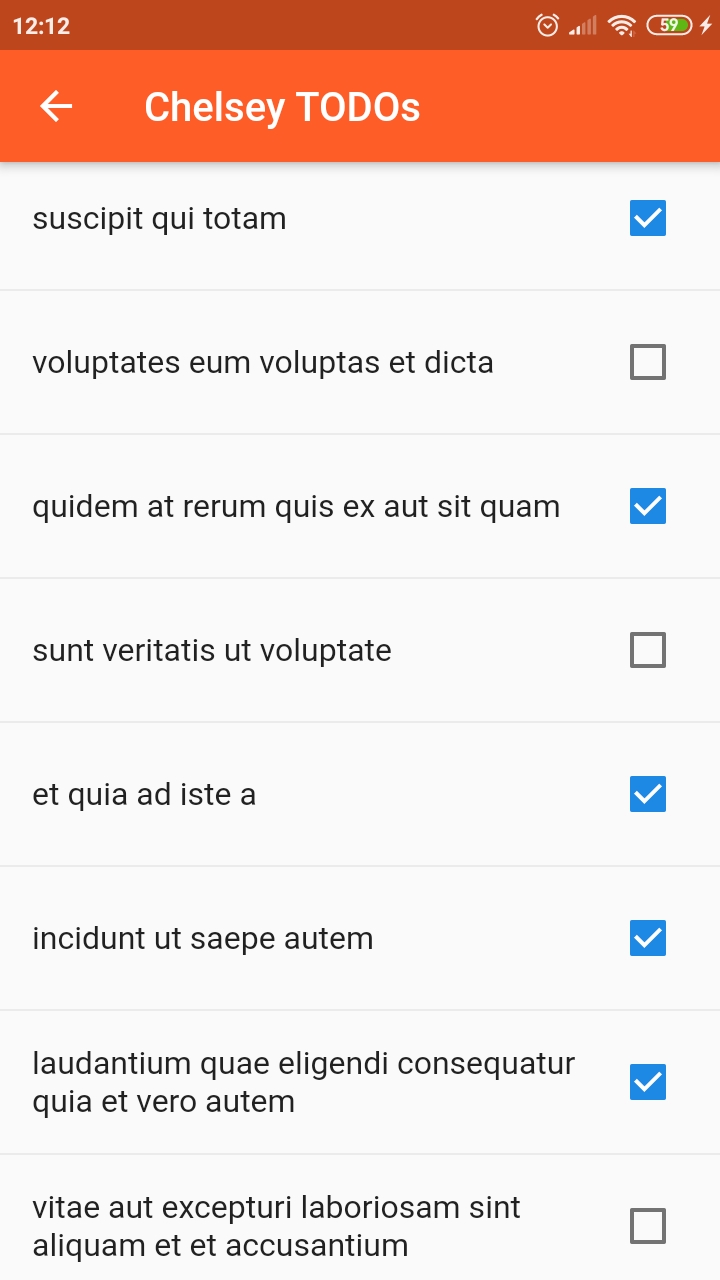 12:12
59
Chelsey TODOs
suscipit qui totam
voluptates eum voluptas et dicta
quidem at rerum quis ex aut sit quam
sunt veritatis ut voluptate
et quia ad iste a
incidunt ut saepe autem
laudantium quae eligendi consequatur
quia et vero autem
vitae aut excepturi laboriosam sint
aliquam et et accusantium